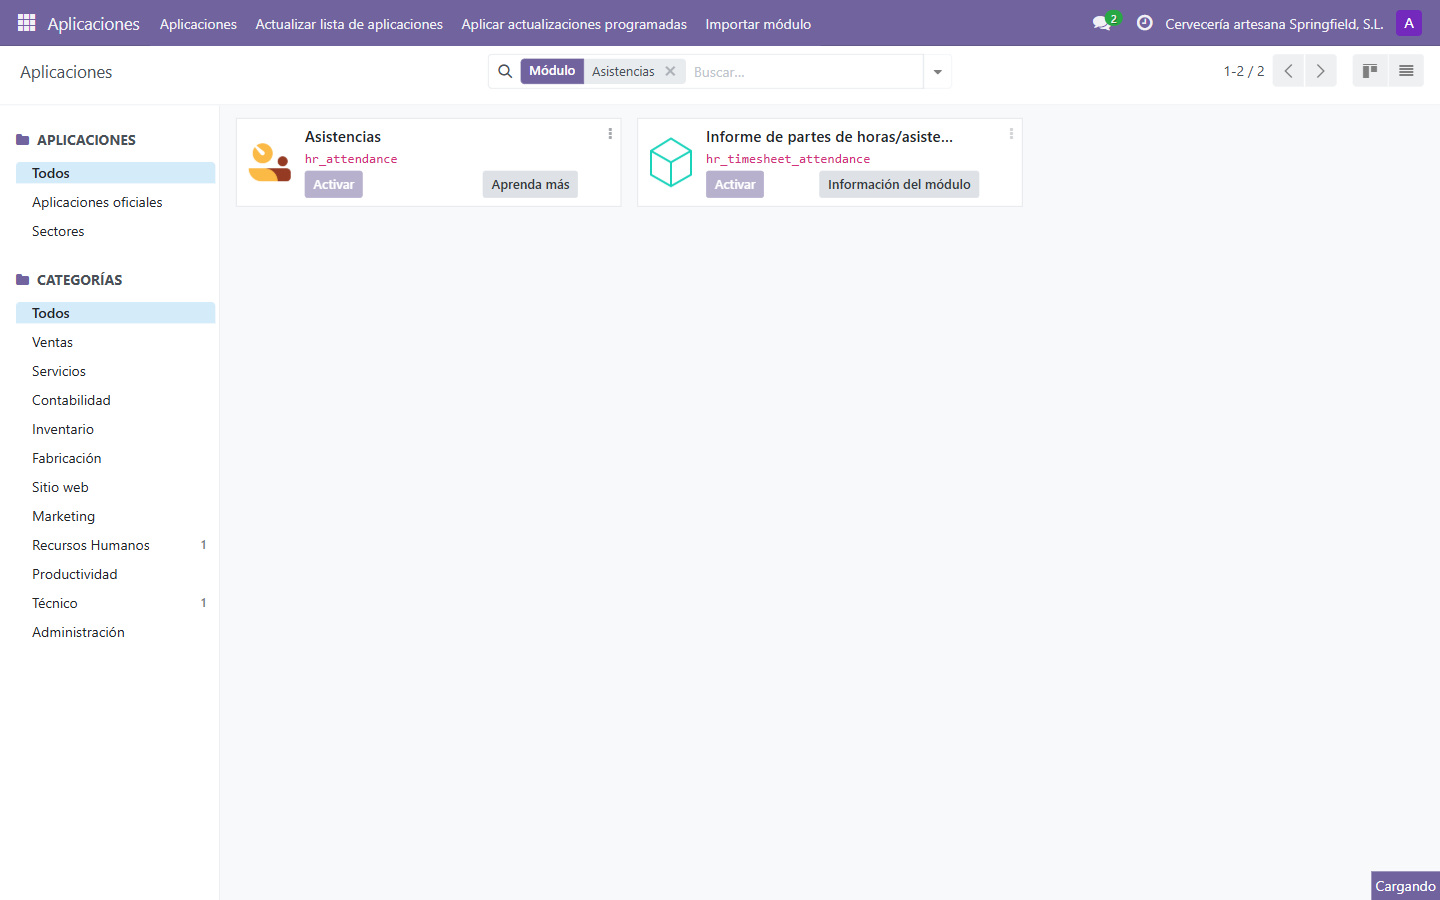 Aplicaciones Aplicaciones Actualizar lista de aplicaciones Aplicar actualizaciones programadas Importar módulo 2 Cervecería artesana Springfield, S.L. A
Aplicaciones Módulo Asistencias Buscar... 1-2 / 2
APLICACIONES
Todos
Aplicaciones oficiales
Sectores
CATEGORÍAS
Todos
Ventas
Servicios
Contabilidad
Inventario
Fabricación
Sitio web
Marketing
Recursos Humanos 1
Productividad
Técnico 1
Administración
Asistencias
hr_attendance
Activar Aprenda más
Informe de partes de horas/asiste...
hr_timesheet_attendance
Activar Información del módulo
Cargando